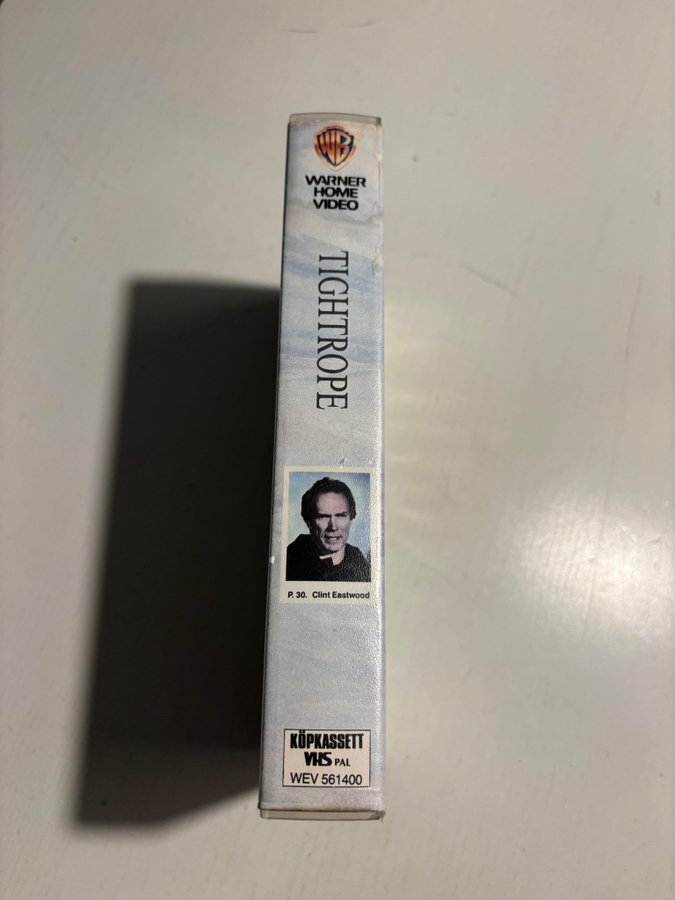 WB
WARNER
HOME
VIDEO
TIGHTROPE
P. 30. Clint Eastwood
KÖPKASSETT
VHS PAL
WEV 561400